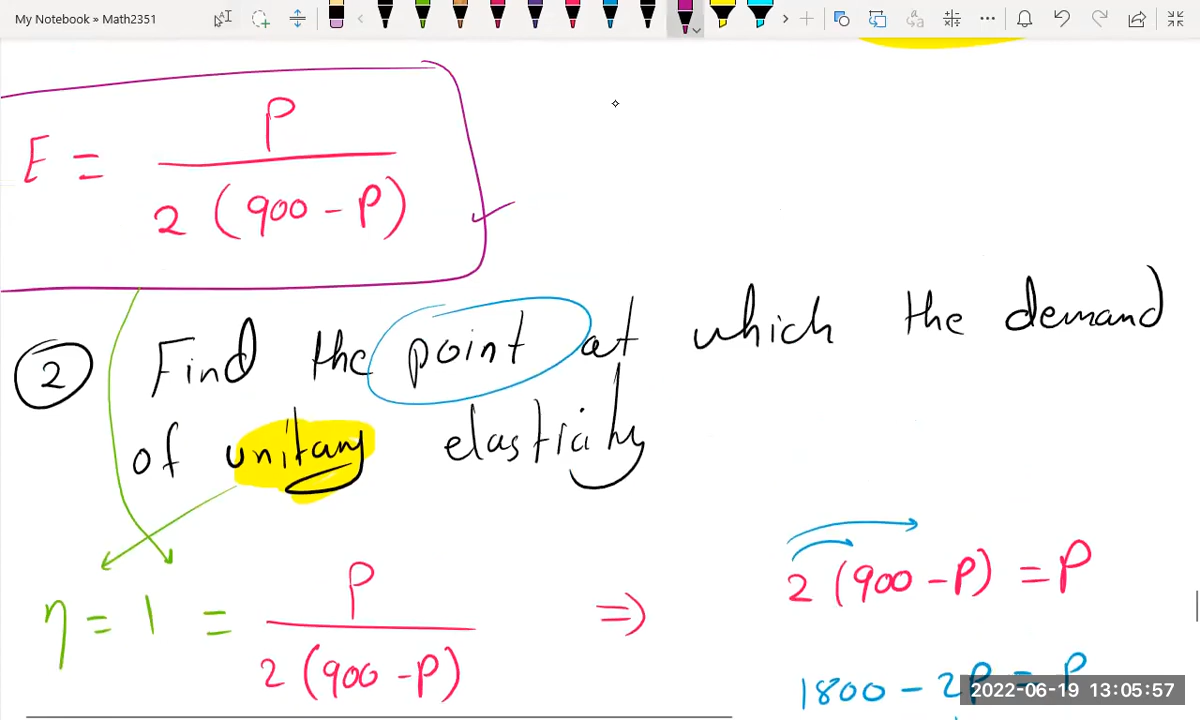 My Notebook » Math2351
E = P / 2 (900 - P)
2 Find the point at which the demand
of unitary elasticity
η = 1 = P / 2 (900 - P) ⇒ 2 (900 - P) = P
1800 - 2P = P
2022-06-19 13:05:57